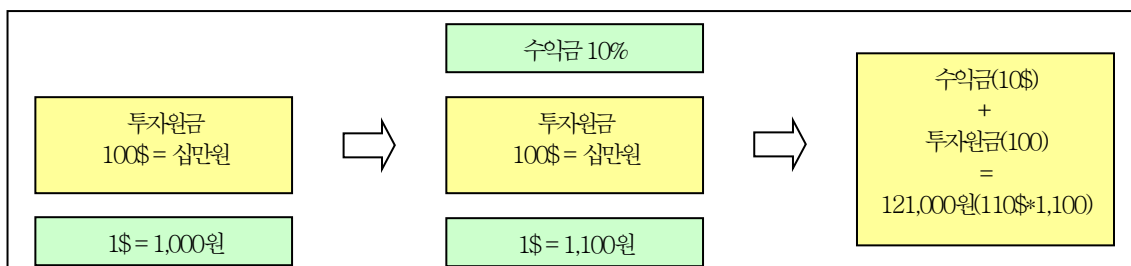 투자원금
100$ = 십만원
1$ = 1,000원
수익금 10%
투자원금
100$ = 십만원
1$ = 1,100원
수익금(10$)
+
투자원금(100)
=
121,000원(110$*1,100)